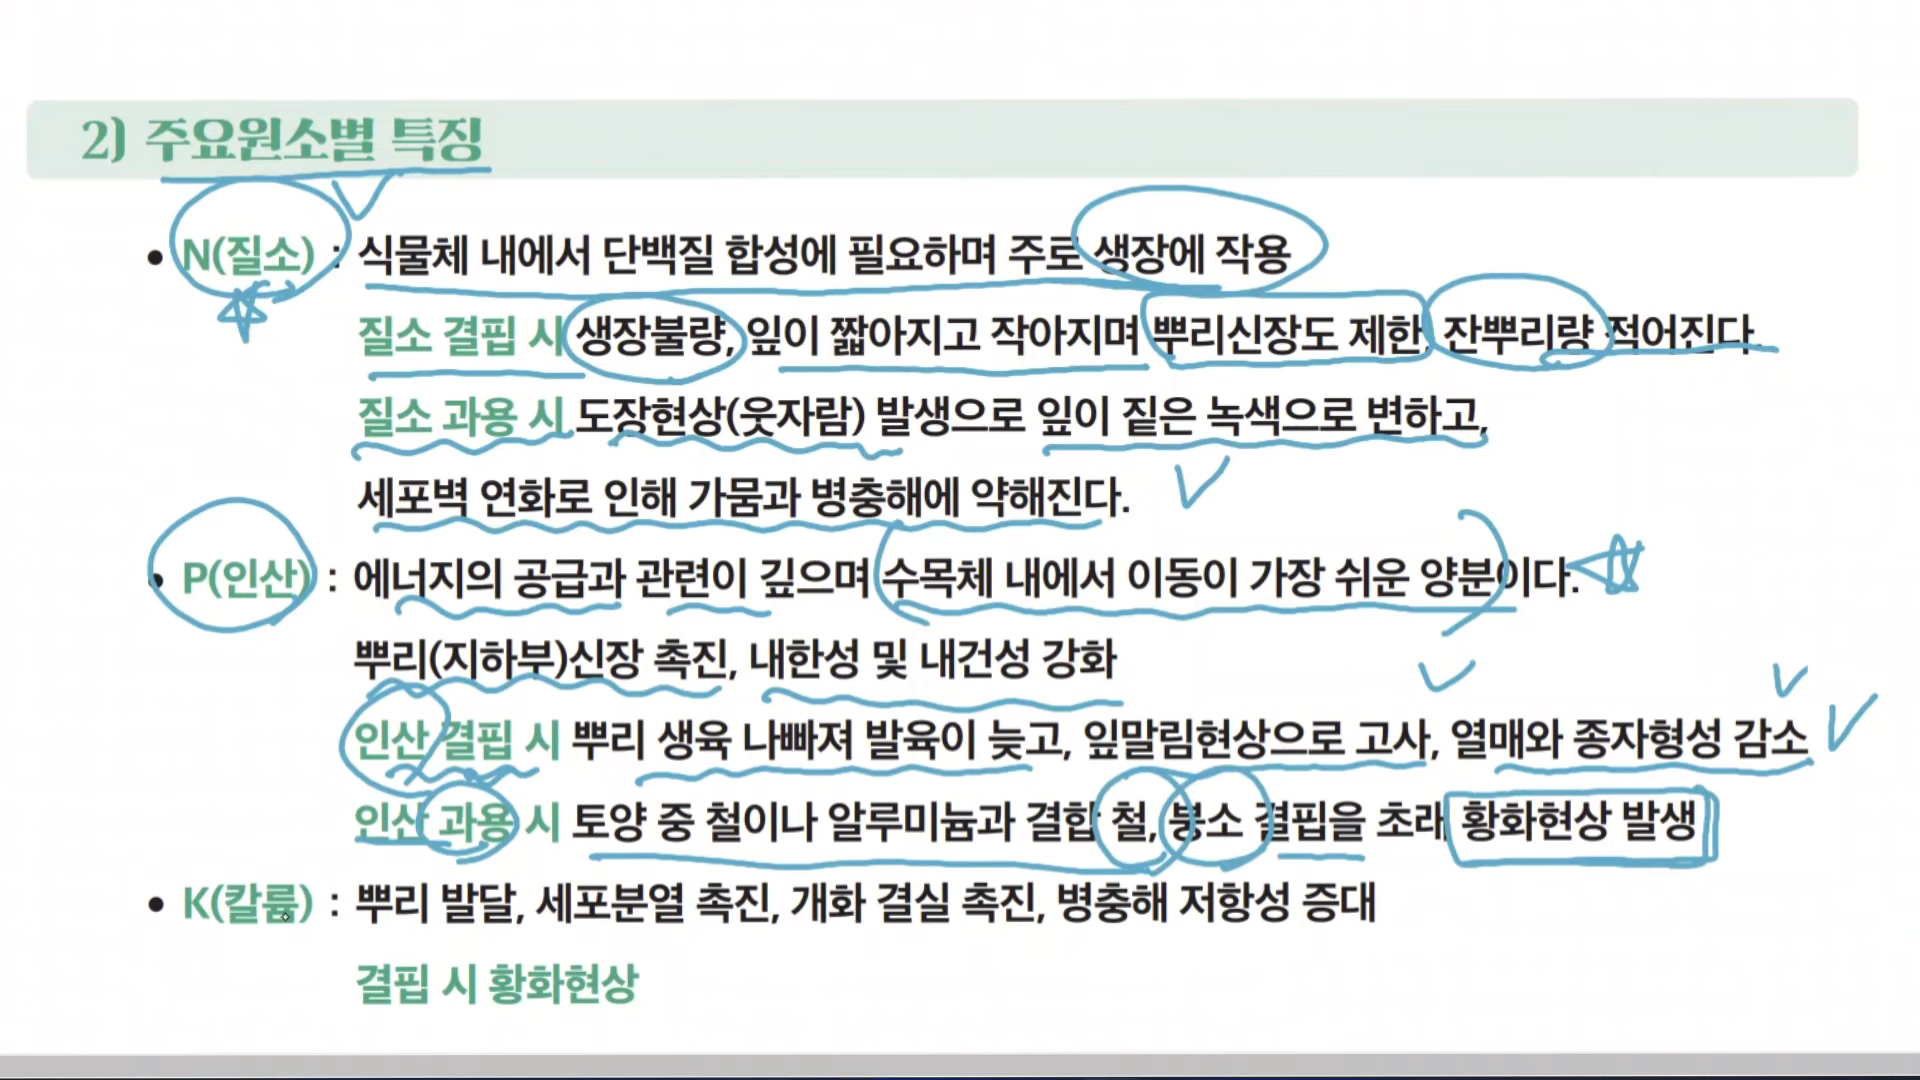 2) 주요원소별 특징
• N(질소) : 식물체 내에서 단백질 합성에 필요하며 주로 생장에 작용
질소 결핍 시 생장불량, 잎이 짧아지고 작아지며 뿌리신장도 제한, 잔뿌리량 적어진다.
질소 과용 시 도장현상(웃자람) 발생으로 잎이 짙은 녹색으로 변하고,
세포벽 연화로 인해 가뭄과 병충해에 약해진다.
• P(인산) : 에너지의 공급과 관련이 깊으며 수목체 내에서 이동이 가장 쉬운 양분이다.
뿌리(지하부)신장 촉진, 내한성 및 내건성 강화
인산 결핍 시 뿌리 생육 나빠져 발육이 늦고, 잎말림현상으로 고사, 열매와 종자형성 감소
인산 과용 시 토양 중 철이나 알루미늄과 결합 철, 붕소 결핍을 초래 황화현상 발생
• K(칼륨) : 뿌리 발달, 세포분열 촉진, 개화 결실 촉진, 병충해 저항성 증대
결핍 시 황화현상